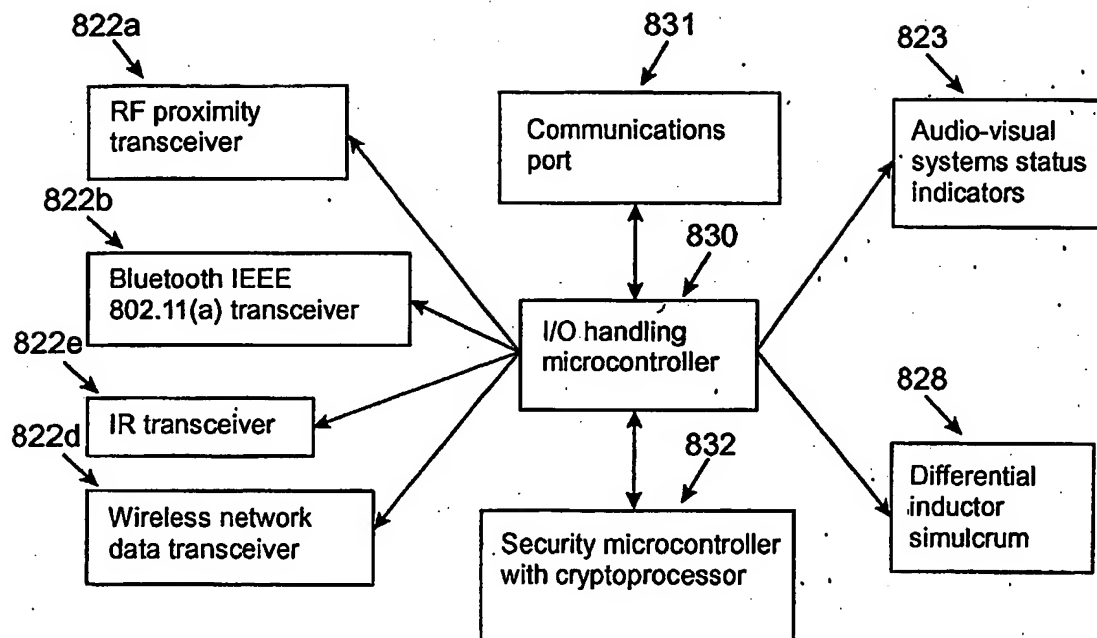 822a
RF proximity
transceiver
822b
Bluetooth IEEE
802.11(a) transceiver
822e
IR transceiver
822d
Wireless network
data transceiver
831
Communications
port
830
I/O handling
microcontroller
832
Security microcontroller
with cryptoprocessor
823
Audio-visual
systems status
indicators
828
Differential
inductor
simulcrum